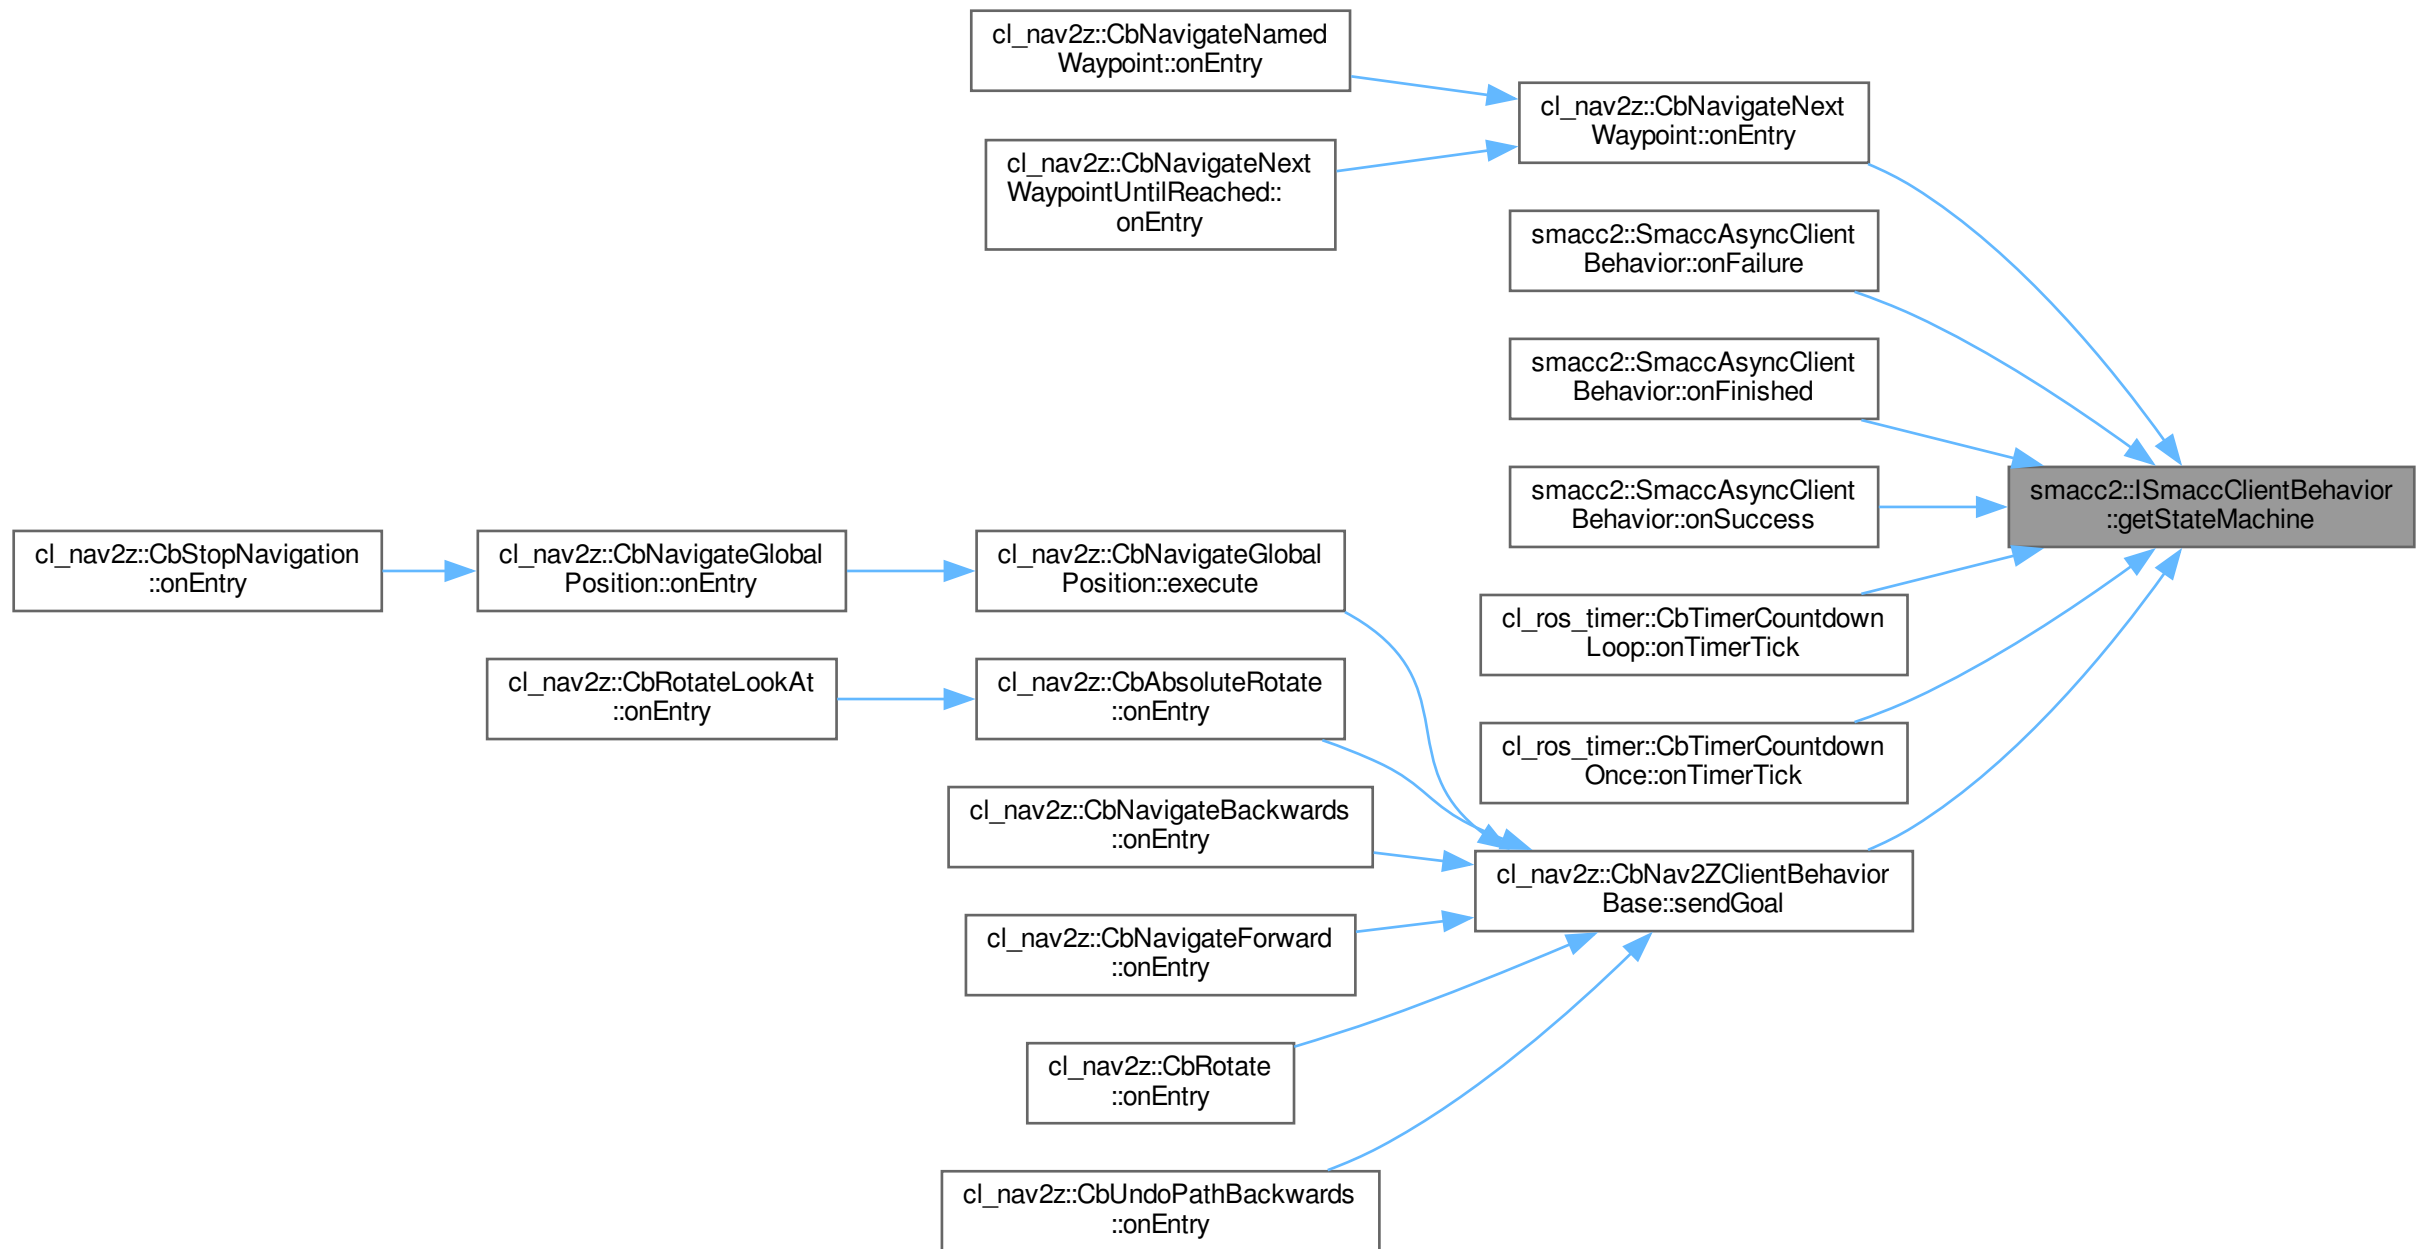 cl_nav2z::CbNavigateNamed
Waypoint::onEntry
cl_nav2z::CbNavigateNext
Waypoint::onEntry
cl_nav2z::CbNavigateNext
WaypointUntilReached::
onEntry
smacc2::SmaccAsyncClient
Behavior::onFailure
smacc2::SmaccAsyncClient
Behavior::onFinished
smacc2::SmaccAsyncClient
Behavior::onSuccess
smacc2::ISmaccClientBehavior
::getStateMachine
cl_nav2z::CbStopNavigation
::onEntry
cl_nav2z::CbNavigateGlobal
Position::onEntry
cl_nav2z::CbNavigateGlobal
Position::execute
cl_ros_timer::CbTimerCountdown
Loop::onTimerTick
cl_nav2z::CbRotateLookAt
::onEntry
cl_nav2z::CbAbsoluteRotate
::onEntry
cl_ros_timer::CbTimerCountdown
Once::onTimerTick
cl_nav2z::CbNavigateBackwards
::onEntry
cl_nav2z::CbNav2ZClientBehavior
Base::sendGoal
cl_nav2z::CbNavigateForward
::onEntry
cl_nav2z::CbRotate
::onEntry
cl_nav2z::CbUndoPathBackwards
::onEntry